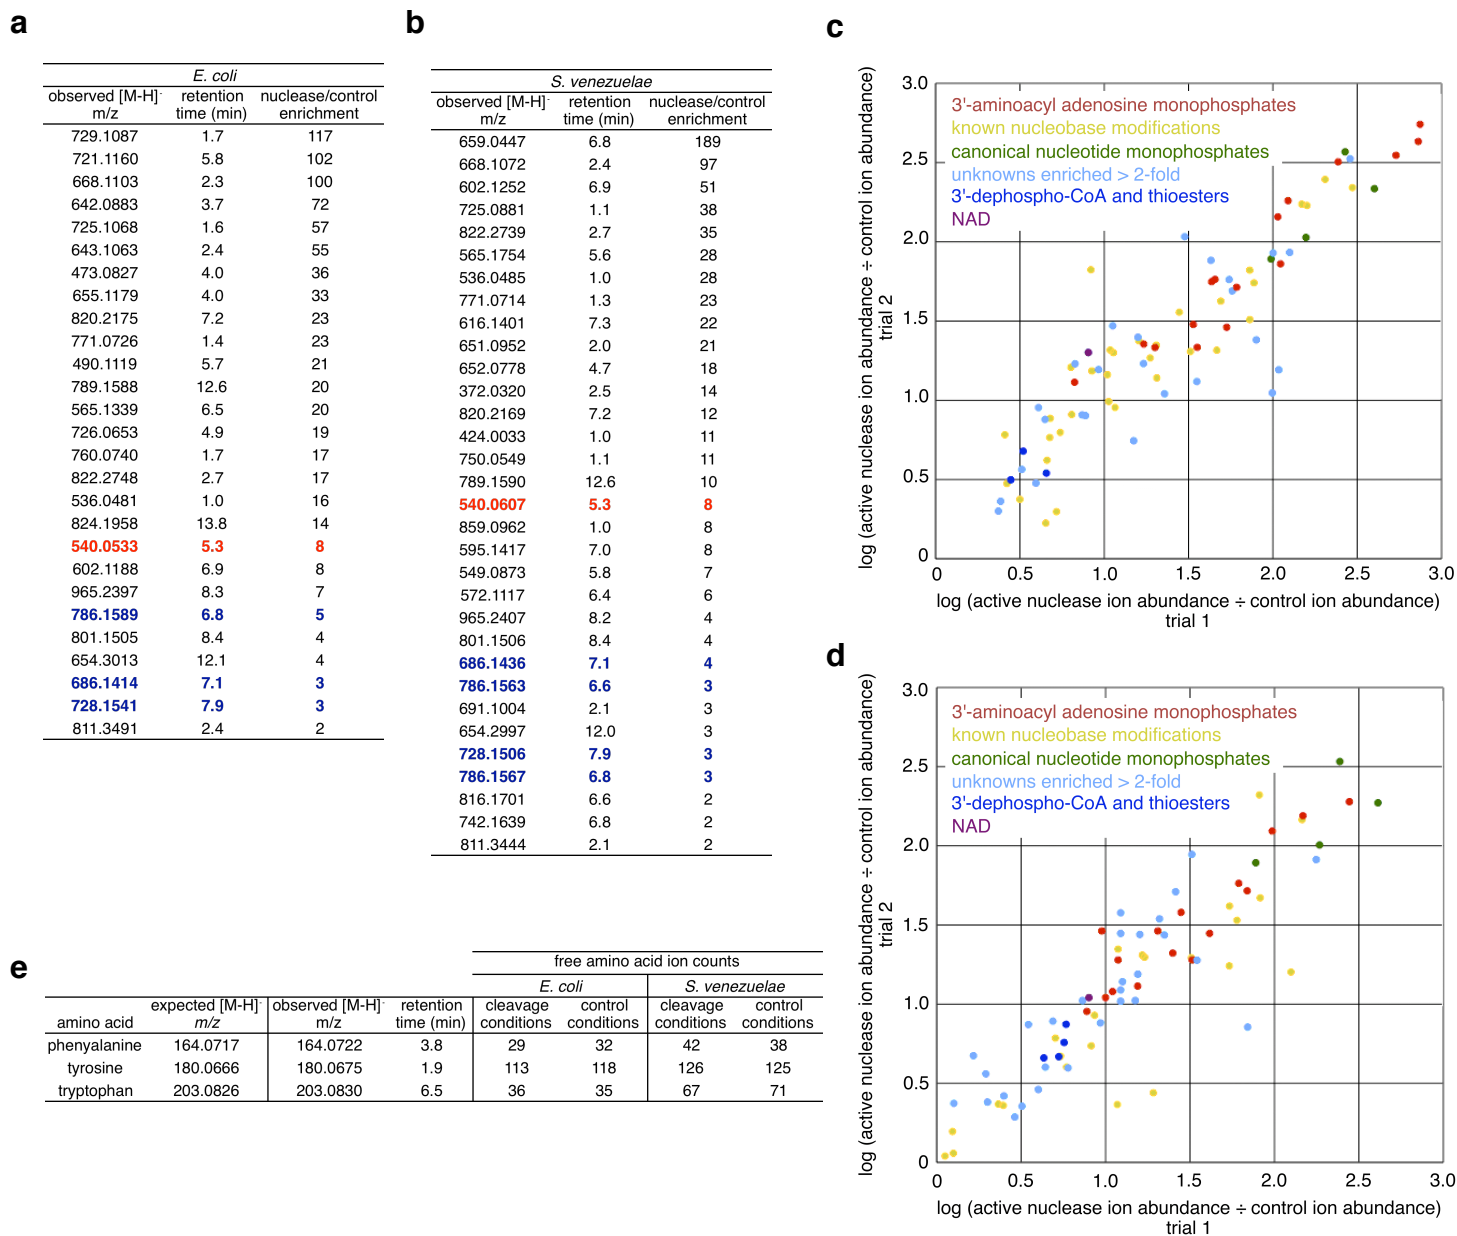 a
E. coli
observed [M-H]- retention nuclease/control
m/z time (min) enrichment
729.1087 1.7 117
721.1160 5.8 102
668.1103 2.3 100
642.0883 3.7 72
725.1068 1.6 57
643.1063 2.4 55
473.0827 4.0 36
655.1179 4.0 33
820.2175 7.2 23
771.0726 1.4 23
490.1119 5.7 21
789.1588 12.6 20
565.1339 6.5 20
726.0653 4.9 19
760.0740 1.7 17
822.2748 2.7 17
536.0481 1.0 16
824.1958 13.8 14
540.0533 5.3 8
602.1188 6.9 8
965.2397 8.3 7
786.1589 6.8 5
801.1505 8.4 4
654.3013 12.1 4
686.1414 7.1 3
728.1541 7.9 3
811.3491 2.4 2
b
S. venezuelae
observed [M-H]- retention nuclease/control
m/z time (min) enrichment
659.0447 6.8 189
668.1072 2.4 97
602.1252 6.9 51
725.0881 1.1 38
822.2739 2.7 35
565.1754 5.6 28
536.0485 1.0 28
771.0714 1.3 23
616.1401 7.3 22
651.0952 2.0 21
652.0778 4.7 18
372.0320 2.5 14
820.2169 7.2 12
424.0033 1.0 11
750.0549 1.1 11
789.1590 12.6 10
540.0607 5.3 8
859.0962 1.0 8
595.1417 7.0 8
549.0873 5.8 7
572.1117 6.4 6
965.2407 8.2 4
801.1506 8.4 4
686.1436 7.1 4
786.1563 6.6 3
691.1004 2.1 3
654.2997 12.0 3
728.1506 7.9 3
786.1567 6.8 3
816.1701 6.6 2
742.1639 6.8 2
811.3444 2.1 2
c
log (active nuclease ion abundance ÷ control ion abundance)
trial 2
3.0
2.5
2.0
1.5
1.0
0.5
0
3'-aminoacyl adenosine monophosphates
known nucleobase modifications
canonical nucleotide monophosphates
unknowns enriched > 2-fold
3'-dephospho-CoA and thioesters
NAD
0 0.5 1.0 1.5 2.0 2.5 3.0
log (active nuclease ion abundance ÷ control ion abundance)
trial 1
d
log (active nuclease ion abundance ÷ control ion abundance)
trial 2
3.0
2.5
2.0
1.5
1.0
0.5
0
3'-aminoacyl adenosine monophosphates
known nucleobase modifications
canonical nucleotide monophosphates
unknowns enriched > 2-fold
3'-dephospho-CoA and thioesters
NAD
0 0.5 1.0 1.5 2.0 2.5 3.0
log (active nuclease ion abundance ÷ control ion abundance)
trial 1
e
free amino acid ion counts
E. coli S. venezuelae
expected [M-H]- observed [M-H]- retention cleavage control cleavage control
amino acid m/z m/z time (min) conditions conditions conditions conditions
phenyalanine 164.0717 164.0722 3.8 29 32 42 38
tyrosine 180.0666 180.0675 1.9 113 118 126 125
tryptophan 203.0826 203.0830 6.5 36 35 67 71